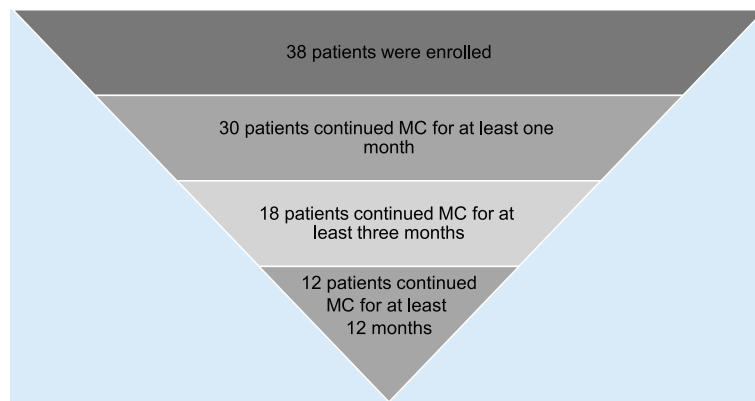 38 patients were enrolled
30 patients continued MC for at least one
month
18 patients continued MC for at
least three months
12 patients continued
MC for at least
12 months